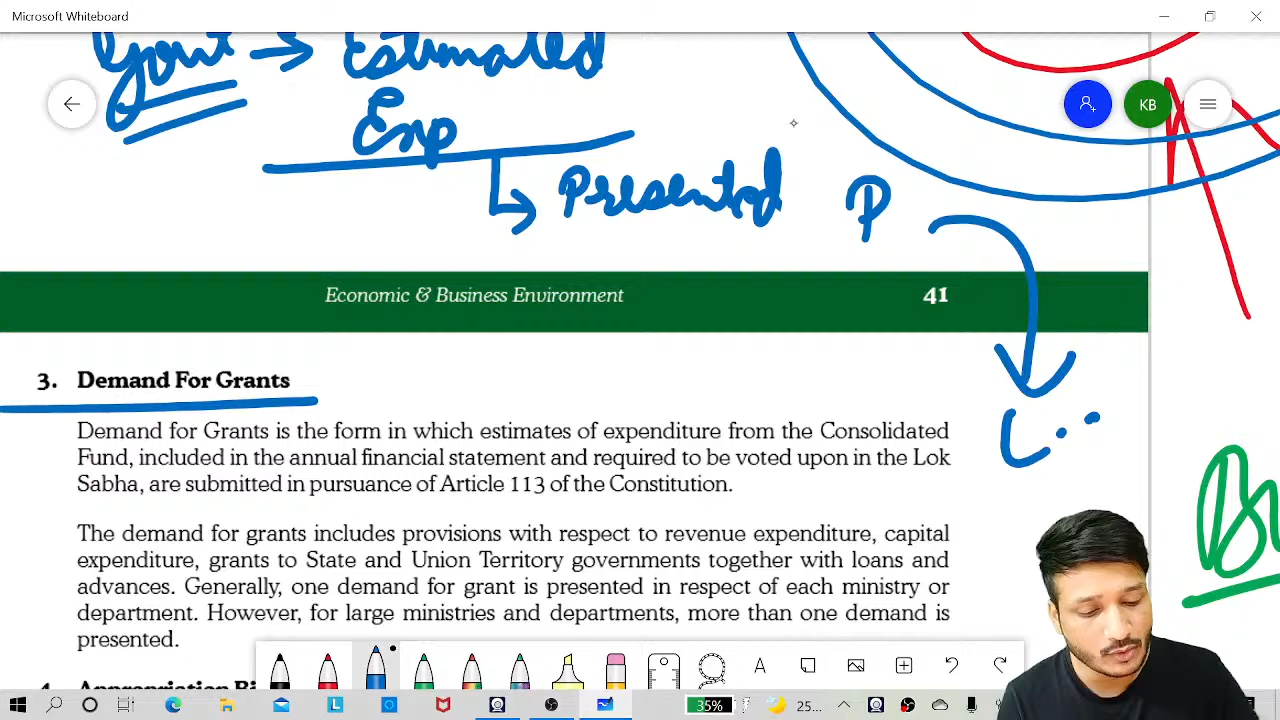 Microsoft Whiteboard
Govt → Estimated
Exp
Presented P
KB
Economic & Business Environment 41
3. Demand For Grants
Demand for Grants is the form in which estimates of expenditure from the Consolidated
Fund, included in the annual financial statement and required to be voted upon in the Lok
Sabha, are submitted in pursuance of Article 113 of the Constitution.
L..
The demand for grants includes provisions with respect to revenue expenditure, capital
expenditure, grants to State and Union Territory governments together with loans and
advances. Generally, one demand for grant is presented in respect of each ministry or
department. However, for large ministries and departments, more than one demand is
presented.
4. Appropriation Bi
35% 25...